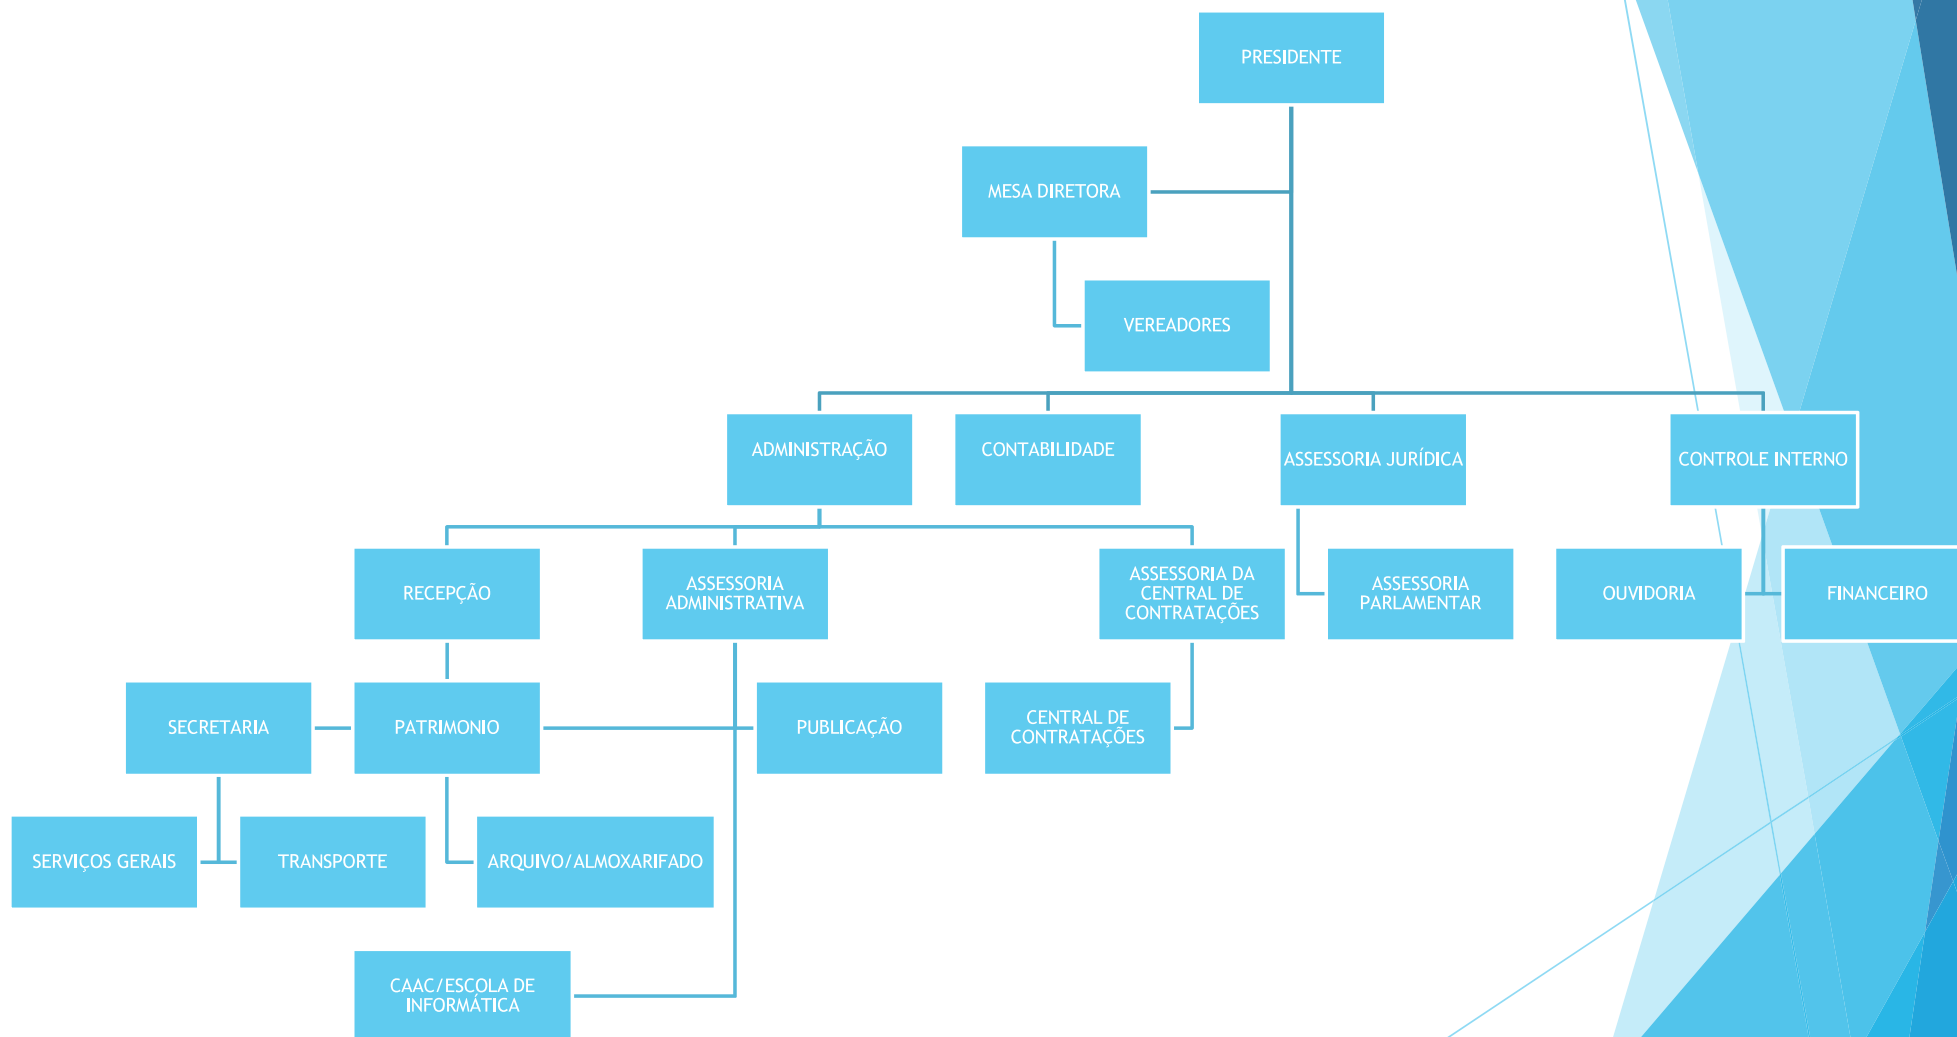 PRESIDENTE
MESA DIRETORA
VEREADORES
ADMINISTRAÇÃO
CONTABILIDADE
ASSESSORIA JURÍDICA
CONTROLE INTERNO
RECEPÇÃO
ASSESSORIA
ADMINISTRATIVA
ASSESSORIA DA
CENTRAL DE
CONTRATAÇÕES
ASSESSORIA
PARLAMENTAR
OUVIDORIA
FINANCEIRO
SECRETARIA
PATRIMONIO
PUBLICAÇÃO
CENTRAL DE
CONTRATAÇÕES
SERVIÇOS GERAIS
TRANSPORTE
ARQUIVO/ALMOXARIFADO
CAAC/ESCOLA DE
INFORMÁTICA